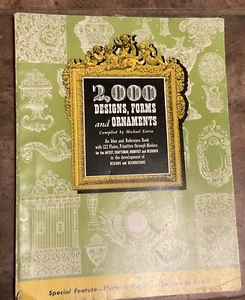 2,000
DESIGNS, FORMS
and ORNAMENTS
Compiled by Michael Estrin
An Idea and Reference Book
with 122 Plates, Primitive through Modern
for the ARTIST, CRAFTSMAN, HOBBYIST and DESIGNER
in the development of
DESIGNS and DECORATIONS
Special Feature